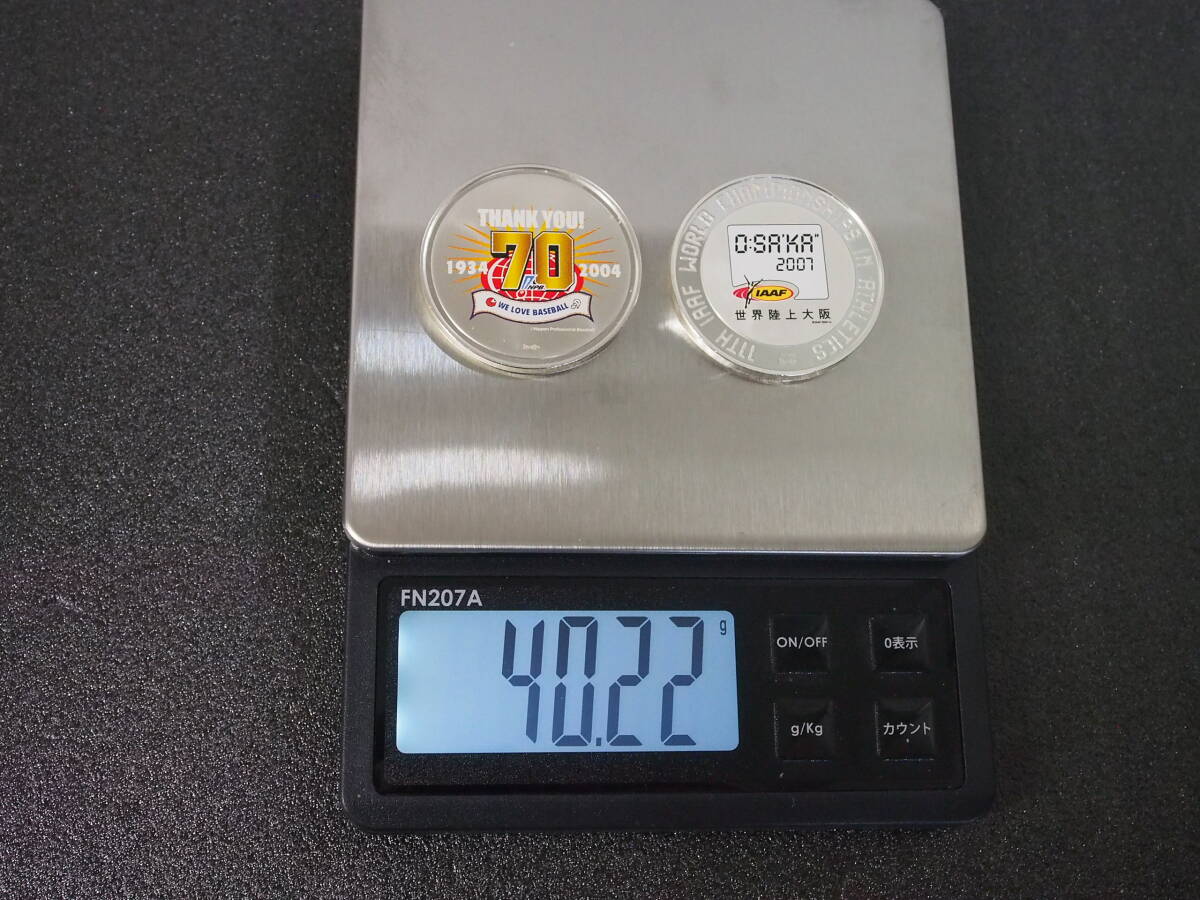 THANK YOU!
70
1934
2004
NPB
WE LOVE BASEBALL
11TH IAAF WORLD CHAMPIONSHIPS IN ATHLETICS
O:SA'KA"
2007
IAAF
世界陸上大阪
FN207A
40.22 g
ON/OFF
0表示
g/Kg
カウント